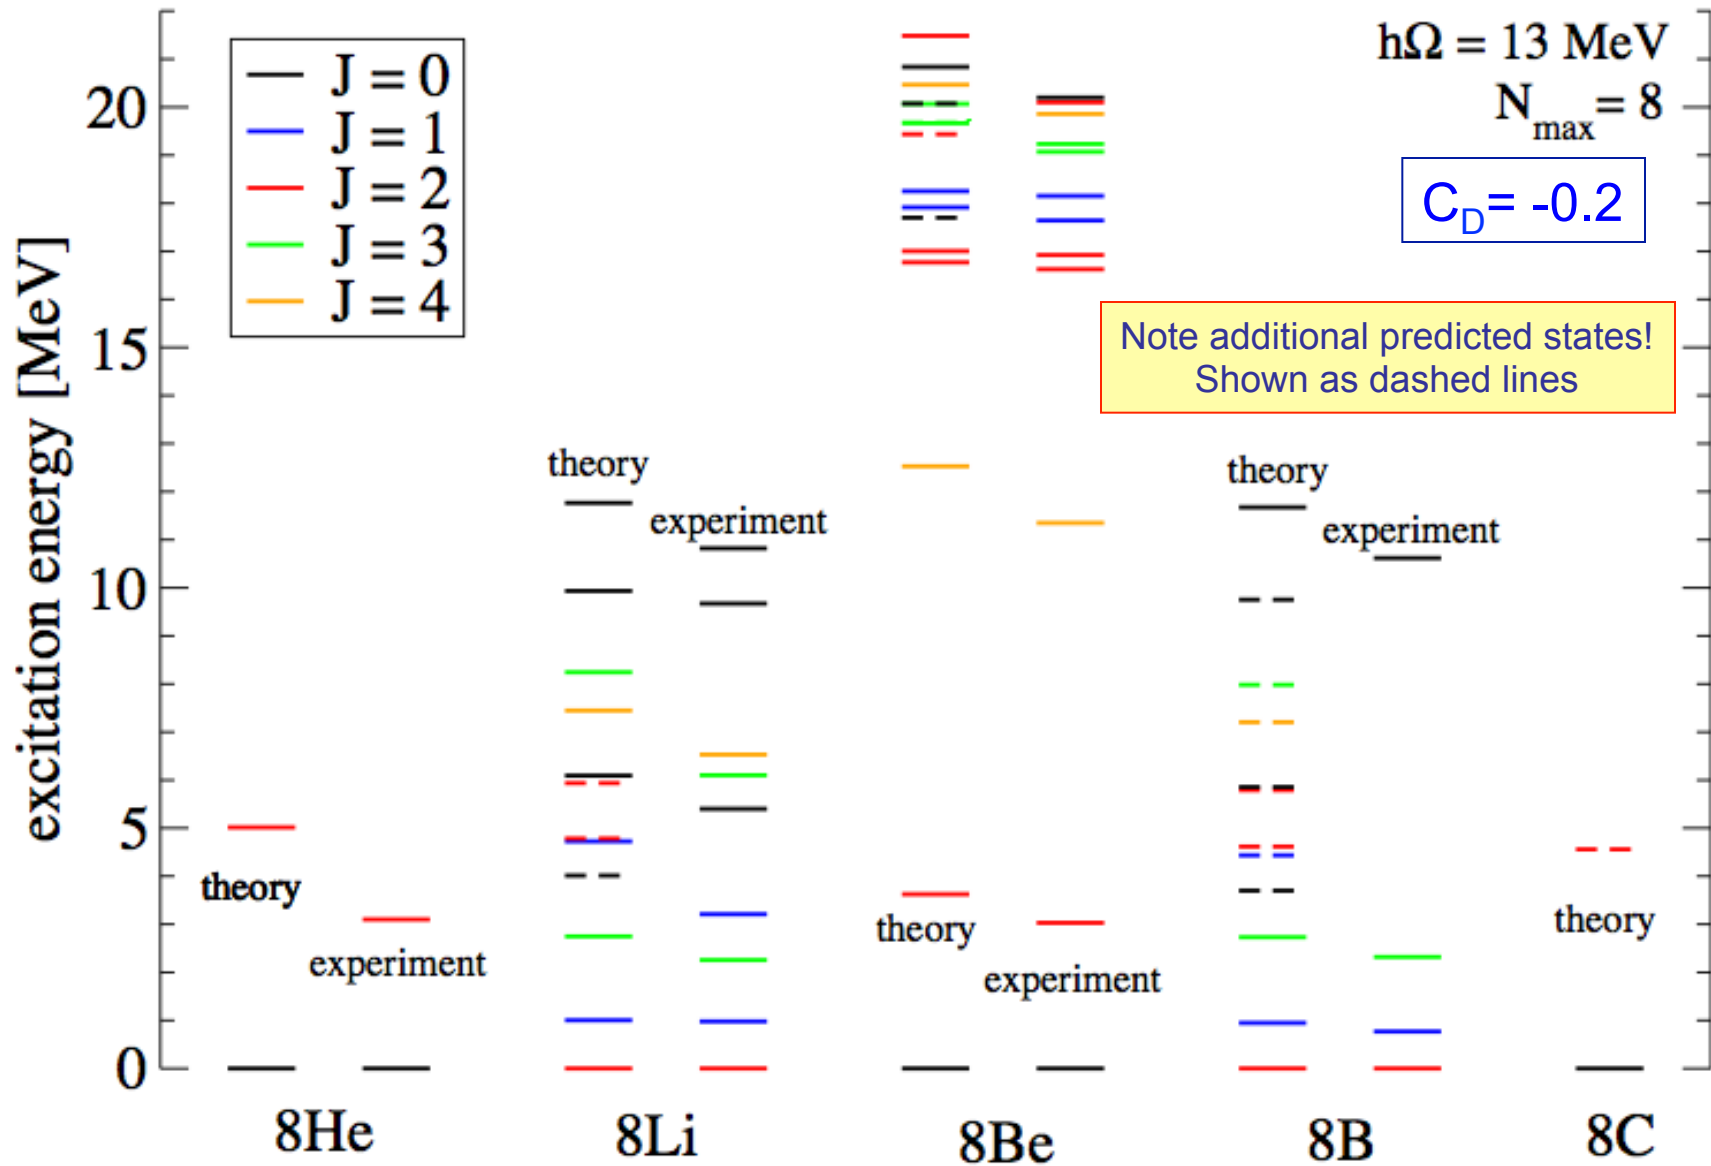 excitation energy [MeV]
20
15
10
5
0
J = 0
J = 1
J = 2
J = 3
J = 4
hΩ = 13 MeV
Nmax = 8
CD= -0.2
Note additional predicted states!
Shown as dashed lines
theory
experiment
theory
experiment
theory
experiment
theory
experiment
theory
8He
8Li
8Be
8B
8C